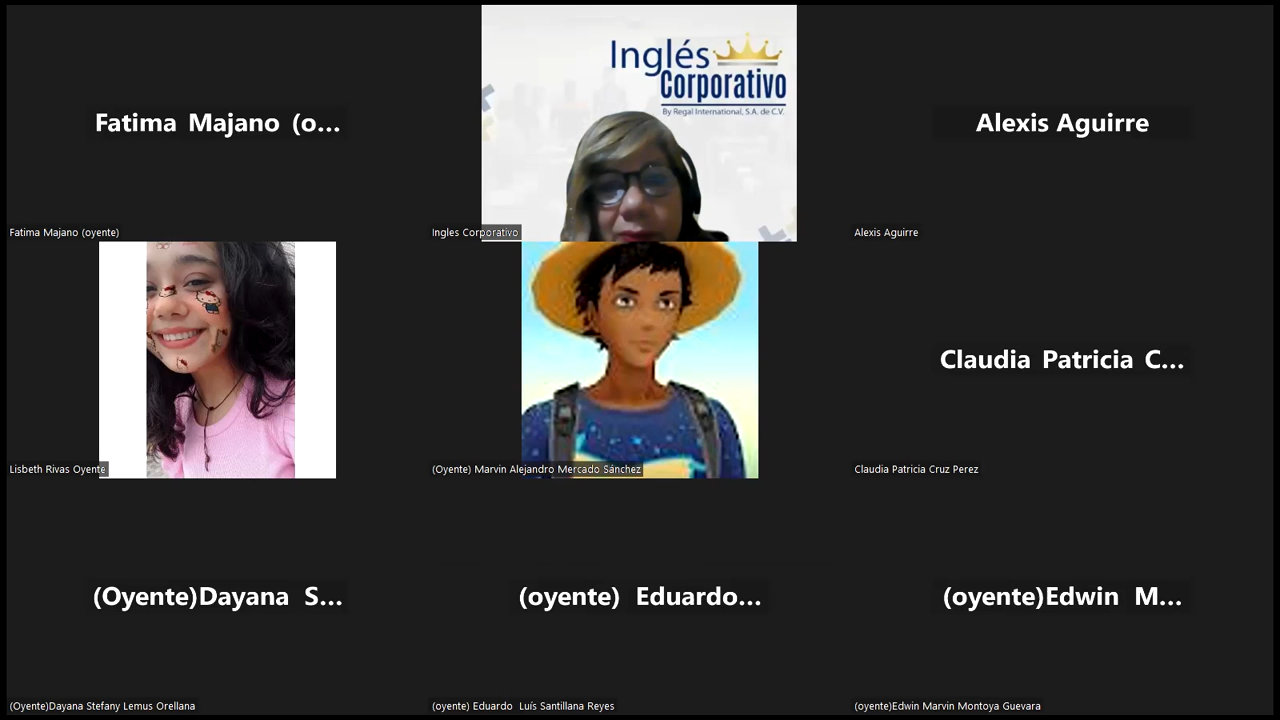 Fatima Majano (o...
Fatima Majano (oyente)
Inglés
Corporativo
By Regal International, S.A. de C.V.
Ingles Corporativo
Alexis Aguirre
Alexis Aguirre
Lisbeth Rivas Oyente
(Oyente) Marvin Alejandro Mercado Sánchez
Claudia Patricia C...
Claudia Patricia Cruz Perez
(Oyente)Dayana S...
(Oyente)Dayana Stefany Lemus Orellana
(oyente) Eduardo...
(oyente) Eduardo Luís Santillana Reyes
(oyente)Edwin M...
(oyente)Edwin Marvin Montoya Guevara